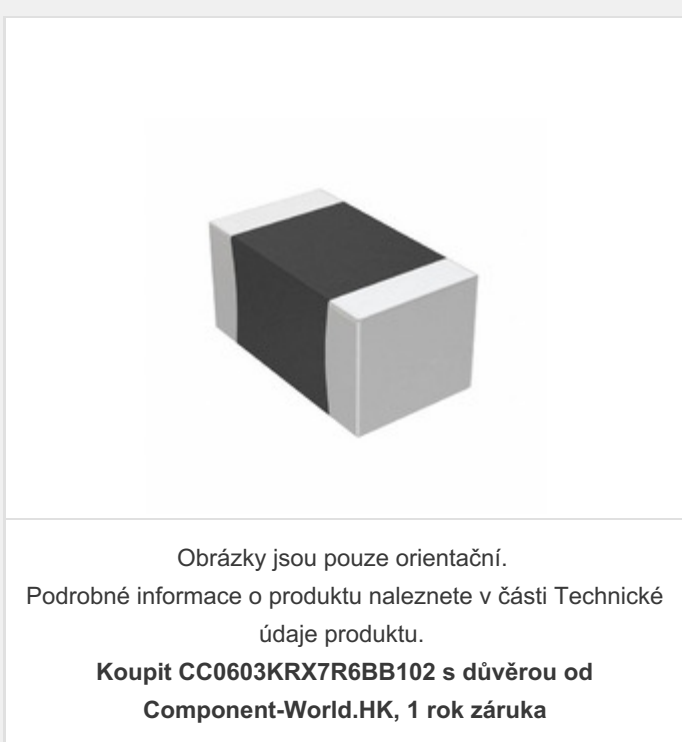 Obrázky jsou pouze orientační.
Podrobné informace o produktu naleznete v části Technické
údaje produktu.
Koupit CC0603KRX7R6BB102 s důvěrou od
Component-World.HK, 1 rok záruka